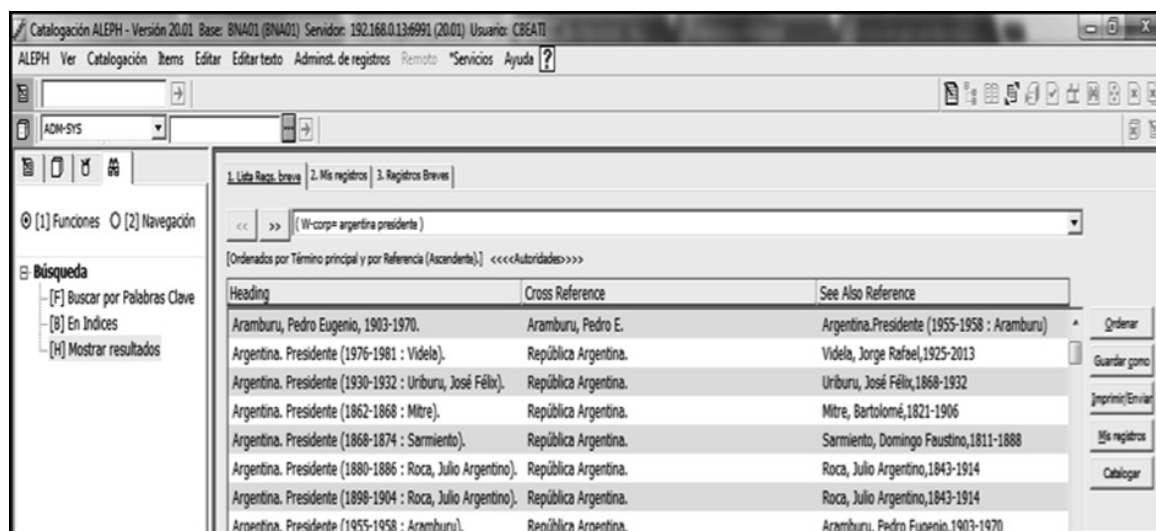 Catalogación ALEPH - Versión 20.01 Base: BNA01 (BNA01) Servidor: 192.168.0.13:6991 (20.01) Usuario: CBEATI
ALEPH Ver Catalogación Items Editar Editar texto Administ. de registros Remoto *Servicios Ayuda ?
ADM-SYS
1. Lista Regs. breve 2. Mis registros 3. Registros Breves
[1] Funciones [2] Navegación
<< >> ( W-corp= argentina presidente )
[Ordenados por Término principal y por Referencia (Ascendente).] <<<<Autoridades>>>>
Búsqueda
[F] Buscar por Palabras Clave
[B] En Indices
[H] Mostrar resultados
Heading Cross Reference See Also Reference
Aramburu, Pedro Eugenio, 1903-1970. Aramburu, Pedro E. Argentina.Presidente (1955-1958 : Aramburu)
Argentina. Presidente (1976-1981 : Videla). República Argentina. Videla, Jorge Rafael,1925-2013
Argentina. Presidente (1930-1932 : Uriburu, José Félix). República Argentina. Uriburu, José Félix,1868-1932
Argentina. Presidente (1862-1868 : Mitre). República Argentina. Mitre, Bartolomé,1821-1906
Argentina. Presidente (1868-1874 : Sarmiento). República Argentina. Sarmiento, Domingo Faustino,1811-1888
Argentina. Presidente (1880-1886 : Roca, Julio Argentino). República Argentina. Roca, Julio Argentino,1843-1914
Argentina. Presidente (1898-1904 : Roca, Julio Argentino). República Argentina. Roca, Julio Argentino,1843-1914
Argentina. Presidente (1955-1958 : Aramburu). República Argentina. Aramburu, Pedro Eugenio,1903-1970
Ordenar
Guardar como
Imprimir/Enviar
Mis registros
Catalogar